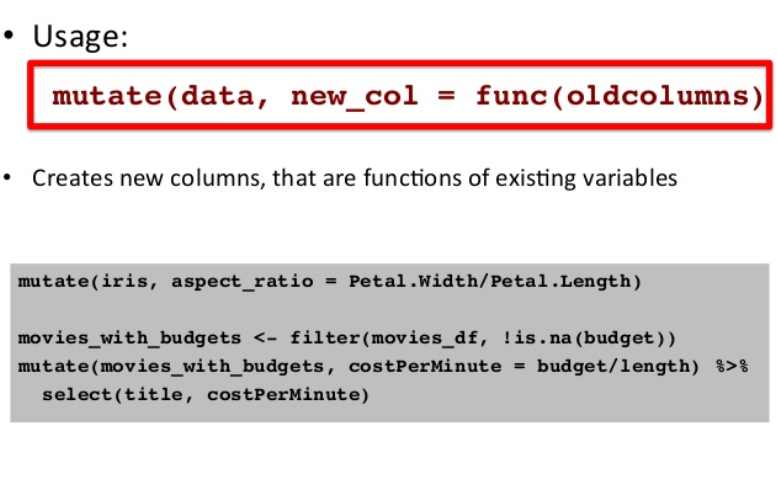 • Usage:
mutate(data, new_col = func(oldcolumns)
• Creates new columns, that are functions of existing variables
mutate(iris, aspect_ratio = Petal.Width/Petal.Length)
movies_with_budgets <- filter(movies_df, !is.na(budget))
mutate(movies_with_budgets, costPerMinute = budget/length) %>%
select(title, costPerMinute)